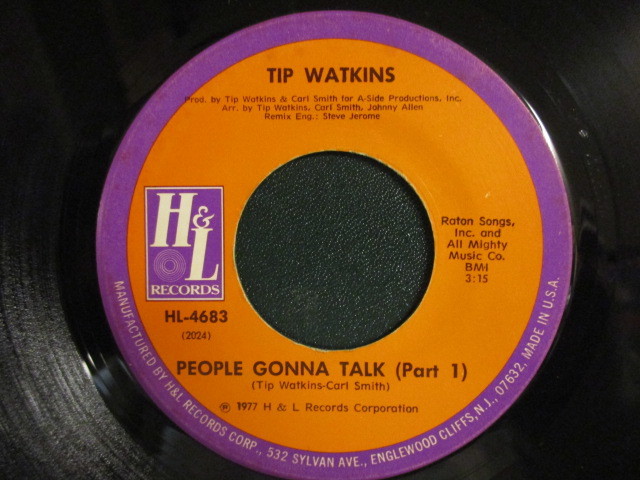 TIP WATKINS
Prod. by Tip Watkins & Carl Smith for A-Side Productions, Inc.
Arr. by Tip Watkins, Carl Smith, Johnny Allen
Remix Eng.: Steve Jerome
H&L
RECORDS
HL-4683
(2024)
Raton Songs,
Inc. and
All Mighty
Music Co.
BMI
3:15
PEOPLE GONNA TALK (Part 1)
(Tip Watkins-Carl Smith)
℗ 1977 H & L Records Corporation
MANUFACTURED BY H&L RECORDS CORP., 532 SYLVAN AVE., ENGLEWOOD CLIFFS, N.J., 07632, MADE IN U.S.A.